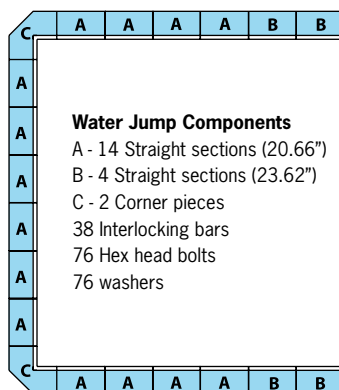 C A A A A B B
A
A
A
A
A
A
Water Jump Components
A - 14 Straight sections (20.66”)
B - 4 Straight sections (23.62”)
C - 2 Corner pieces
38 Interlocking bars
76 Hex head bolts
76 washers
C A A A A B B